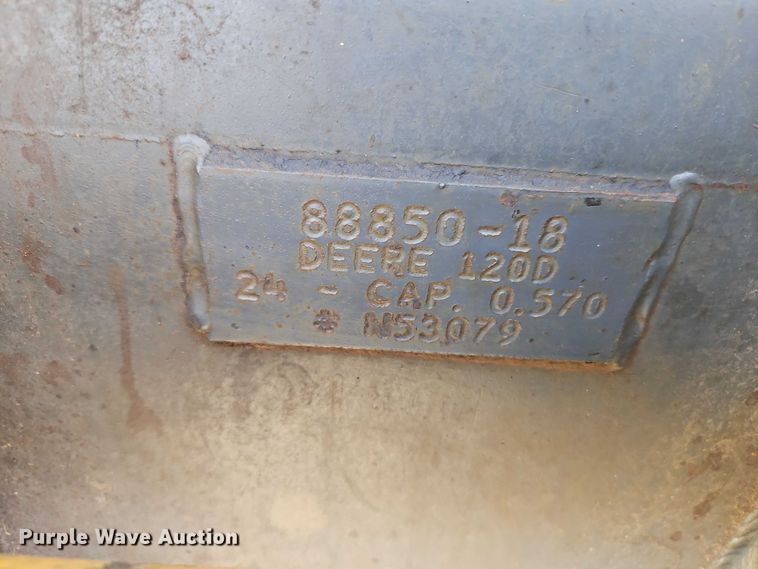 88850-18
DEERE 120D
24 - CAP. 0.570
* N53079
Purple Wave Auction